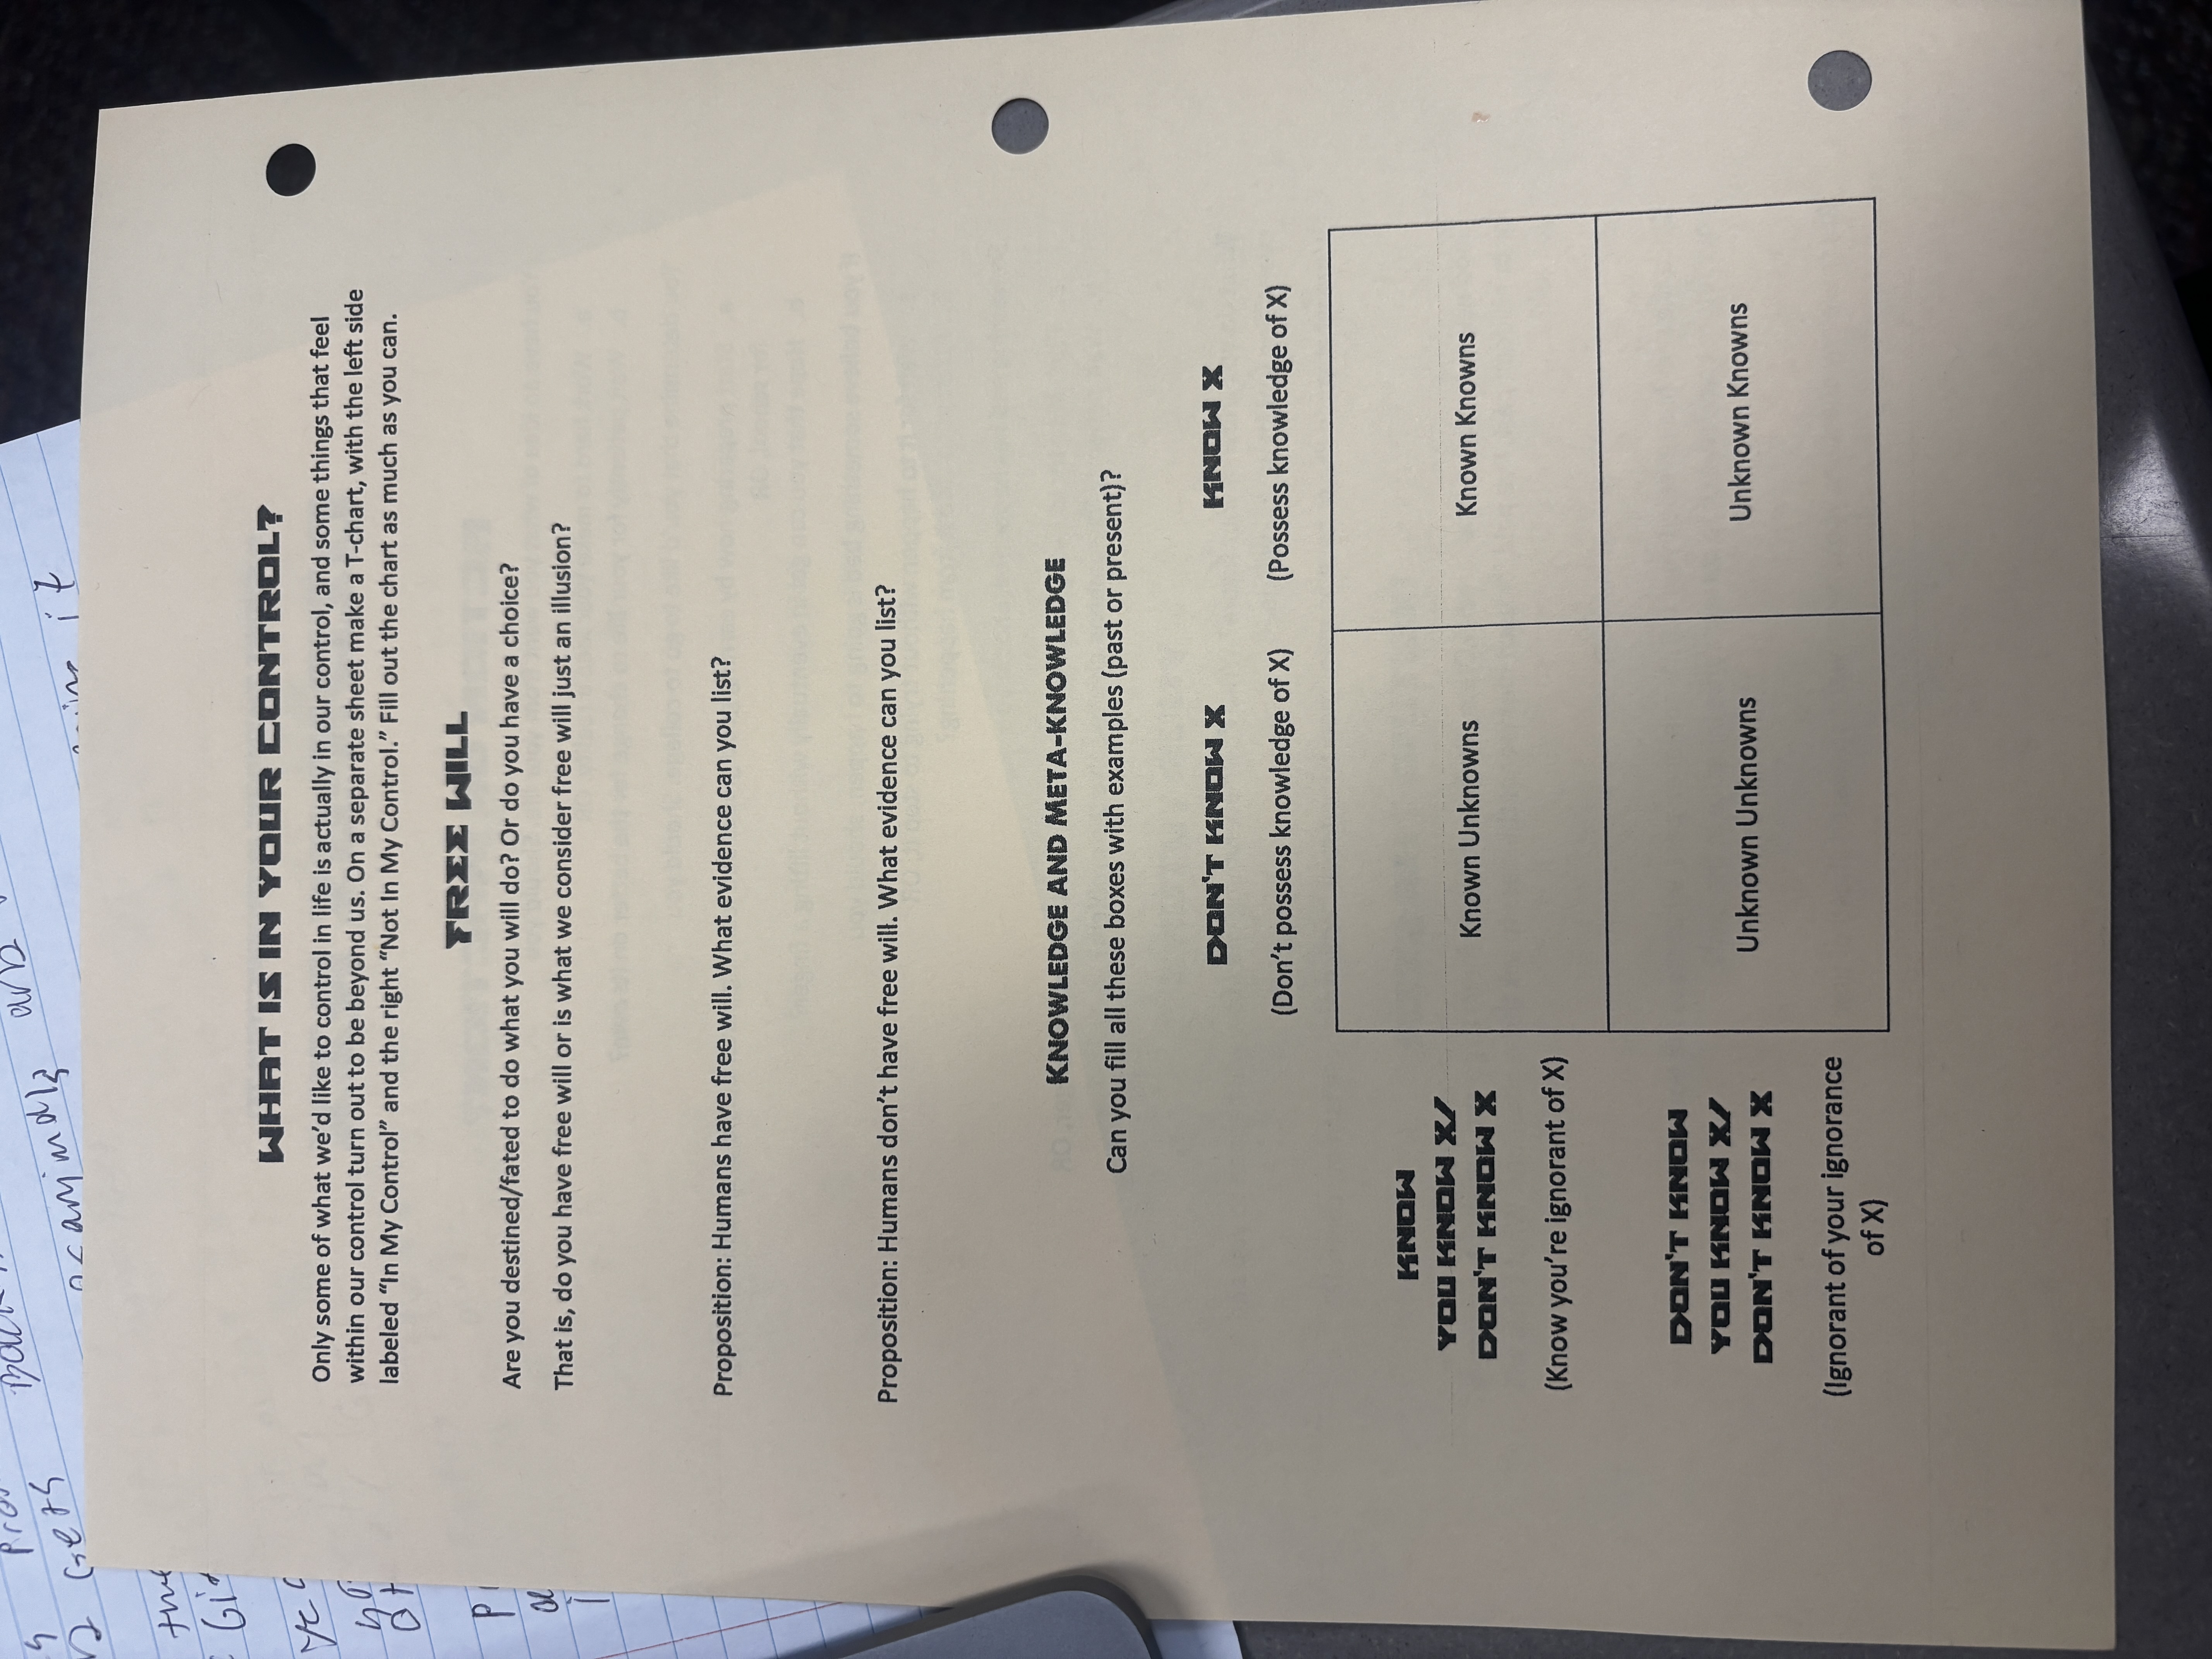 Gets
it
WHAT IS IN YOUR CONTROL?
Only some of what we'd like to control in life is actually in our control, and some things that feel
within our control turn out to be beyond us. On a separate sheet make a T-chart, with the left side
labeled “In My Control” and the right “Not In My Control.” Fill out the chart as much as you can.
FREE WILL
Are you destined/fated to do what you will do? Or do you have a choice?
That is, do you have free will or is what we consider free will just an illusion?
Proposition: Humans have free will. What evidence can you list?
Proposition: Humans don't have free will. What evidence can you list?
KNOWLEDGE AND META-KNOWLEDGE
Can you fill all these boxes with examples (past or present)?
DON'T KNOW X KNOW X
(Don't possess knowledge of X) (Possess knowledge of X)
KNOW
YOU KNOW X/
DON'T KNOW X
(Know you're ignorant of X)
Known Unknowns Known Knowns
DON'T KNOW
YOU KNOW X/
DON'T KNOW X
(Ignorant of your ignorance
of X)
Unknown Unknowns Unknown Knowns